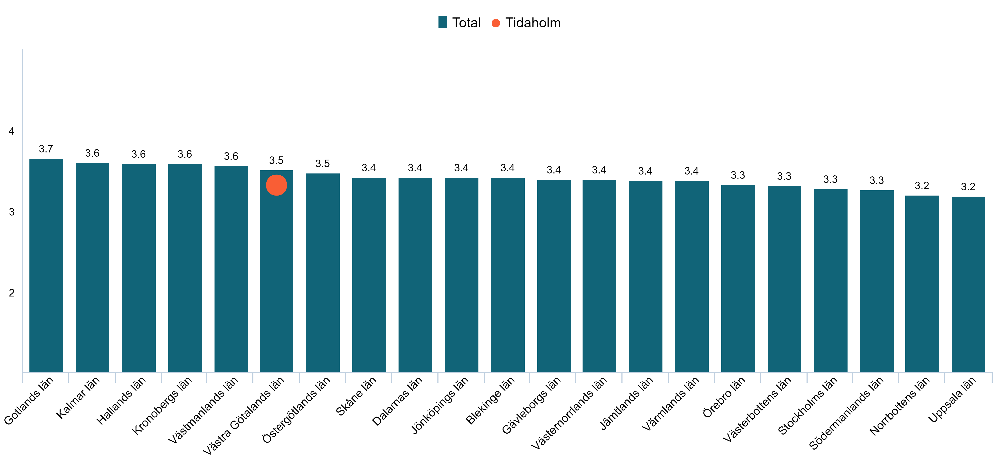 Total Tidaholm
4
3
2
3.7 3.6 3.6 3.6 3.6 3.5 3.5 3.4 3.4 3.4 3.4 3.4 3.4 3.4 3.4 3.3 3.3 3.3 3.3 3.2 3.2
Gotlands län
Kalmar län
Hallands län
Kronobergs län
Västmanlands län
Västra Götalands län
Östergötlands län
Skåne län
Dalarnas län
Jönköpings län
Blekinge län
Gävleborgs län
Västernorrlands län
Jämtlands län
Värmlands län
Örebro län
Västerbottens län
Stockholms län
Södermanlands län
Norrbottens län
Uppsala län